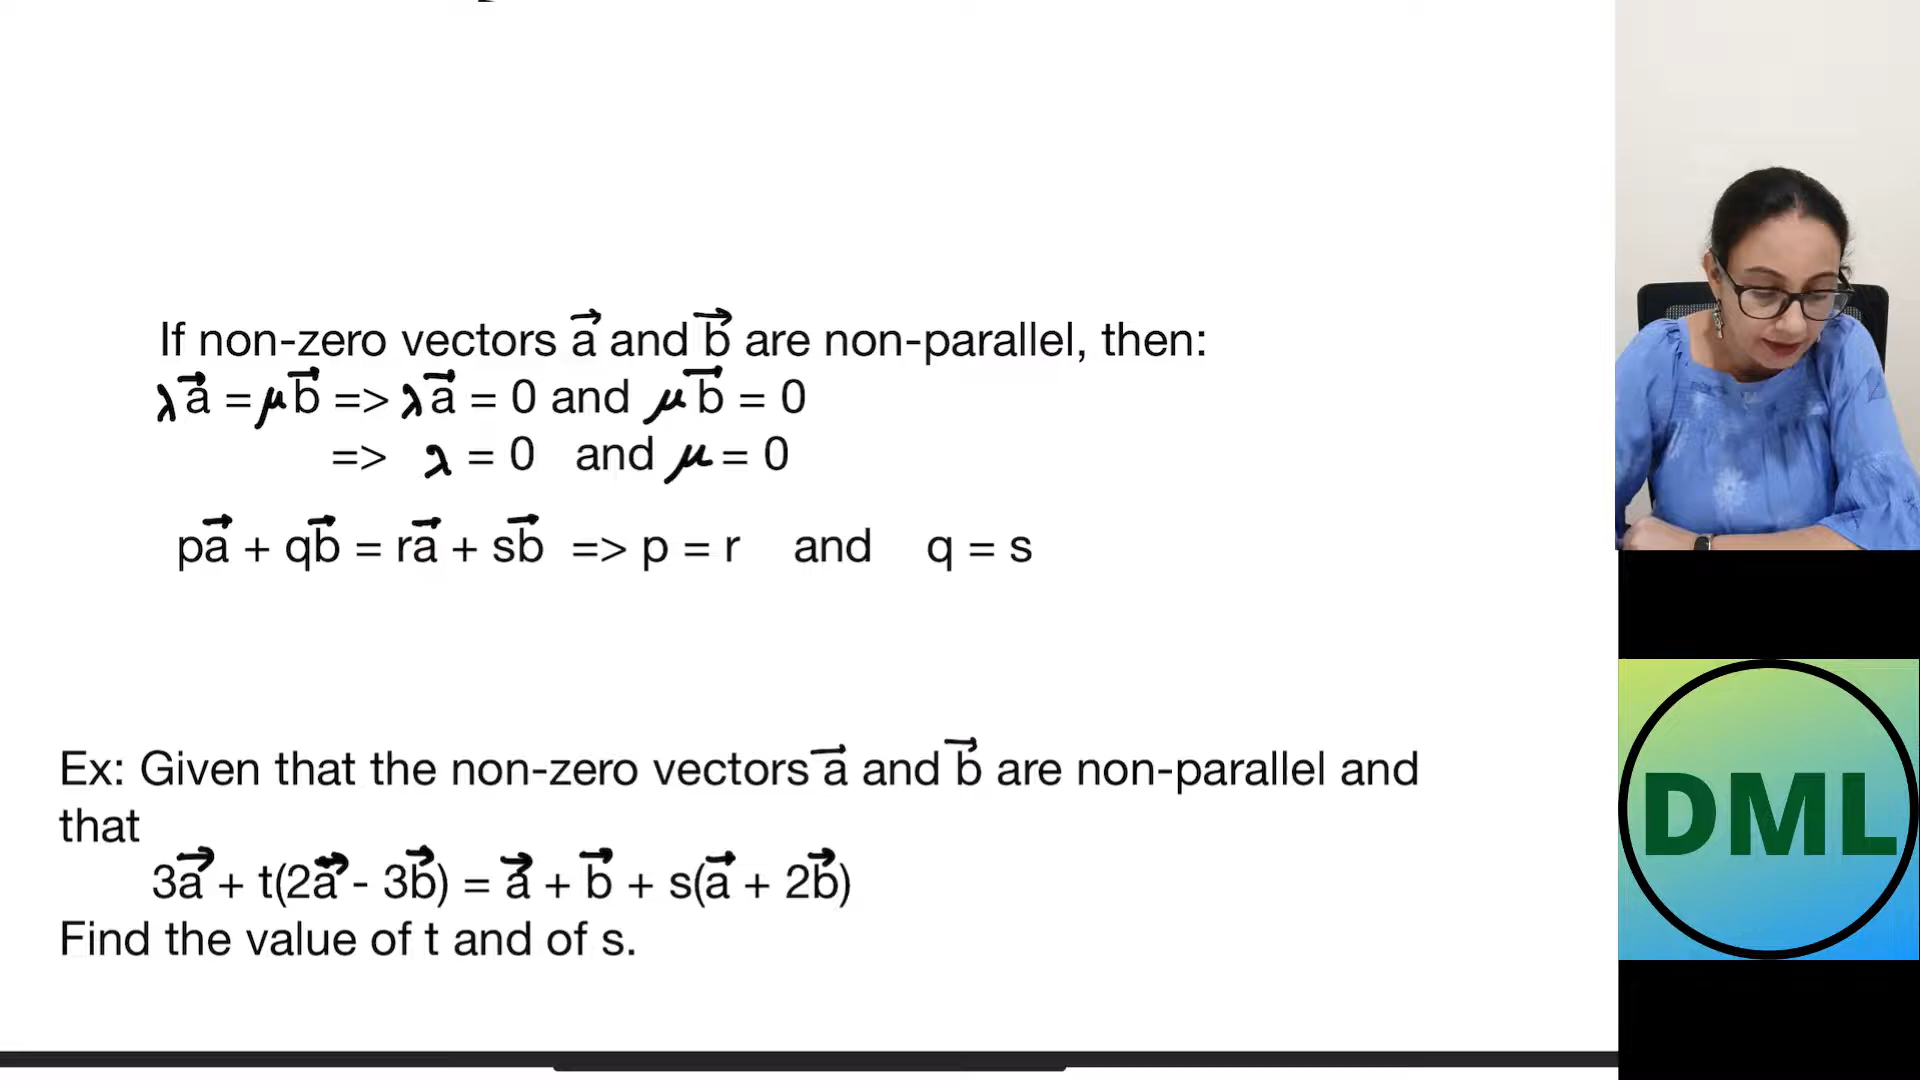 If non-zero vectors a⃗ and b⃗ are non-parallel, then:
λa⃗ = μb⃗ => λa⃗ = 0 and μb⃗ = 0
=> λ = 0 and μ = 0
pa⃗ + qb⃗ = ra⃗ + sb⃗ => p = r and q = s
Ex: Given that the non-zero vectors a⃗ and b⃗ are non-parallel and
that
3a⃗ + t(2a⃗ - 3b⃗) = a⃗ + b⃗ + s(a⃗ + 2b⃗)
Find the value of t and of s.
DML